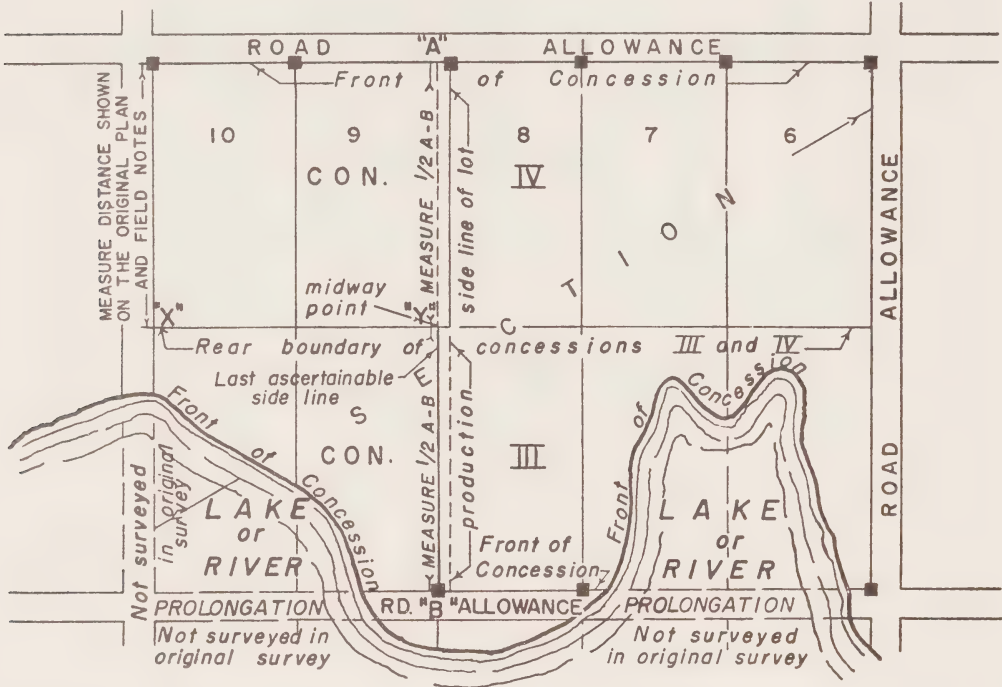 ROAD "A" ALLOWANCE
Front of Concession
MEASURE DISTANCE SHOWN
ON THE ORIGINAL PLAN
AND FIELD NOTES
10 9 8 7 6
CON. IV
MEASURE 1/2 A-B
side line of lot
SECTION
ALLOWANCE
ROAD
midway
point
"X" "Y"
Rear boundary of concessions III and IV
Last ascertainable
side line
Front of Concession
CON. III
MEASURE 1/2 A-B
production
Front of Concession
Not surveyed
in original
survey
LAKE
or
RIVER
LAKE
or
RIVER
Front of
Concession
PROLONGATION RD. "B" ALLOWANCE PROLONGATION
Not surveyed in
original survey
Not surveyed
in original survey